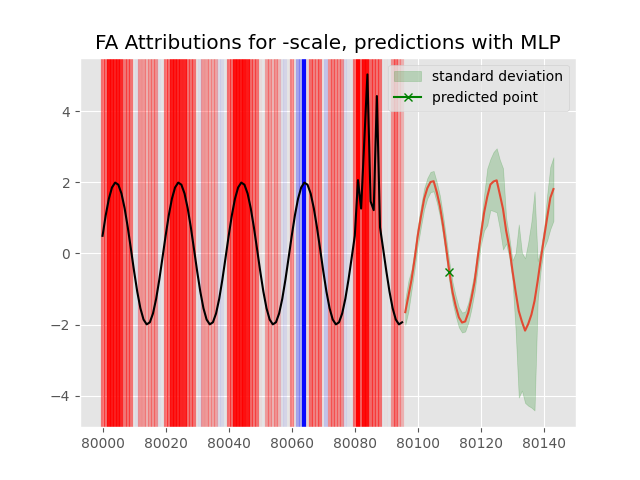 FA Attributions for -scale, predictions with MLP
standard deviation
predicted point
4
2
0
−2
−4
80000 80020 80040 80060 80080 80100 80120 80140